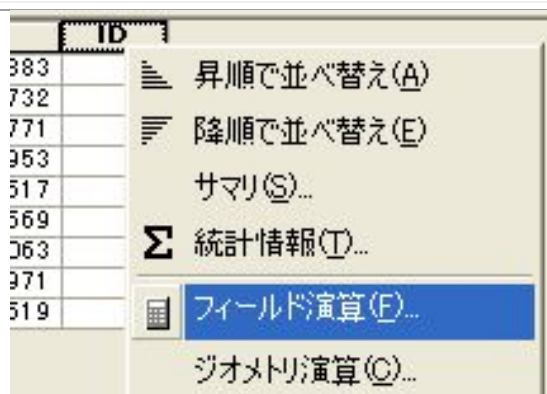 ID
383
732
771
953
517
569
063
971
519
昇順で並べ替え(A)
降順で並べ替え(E)
サマリ(S)...
統計情報(T)...
フィールド演算(F)...
ジオメトリ演算(C)...